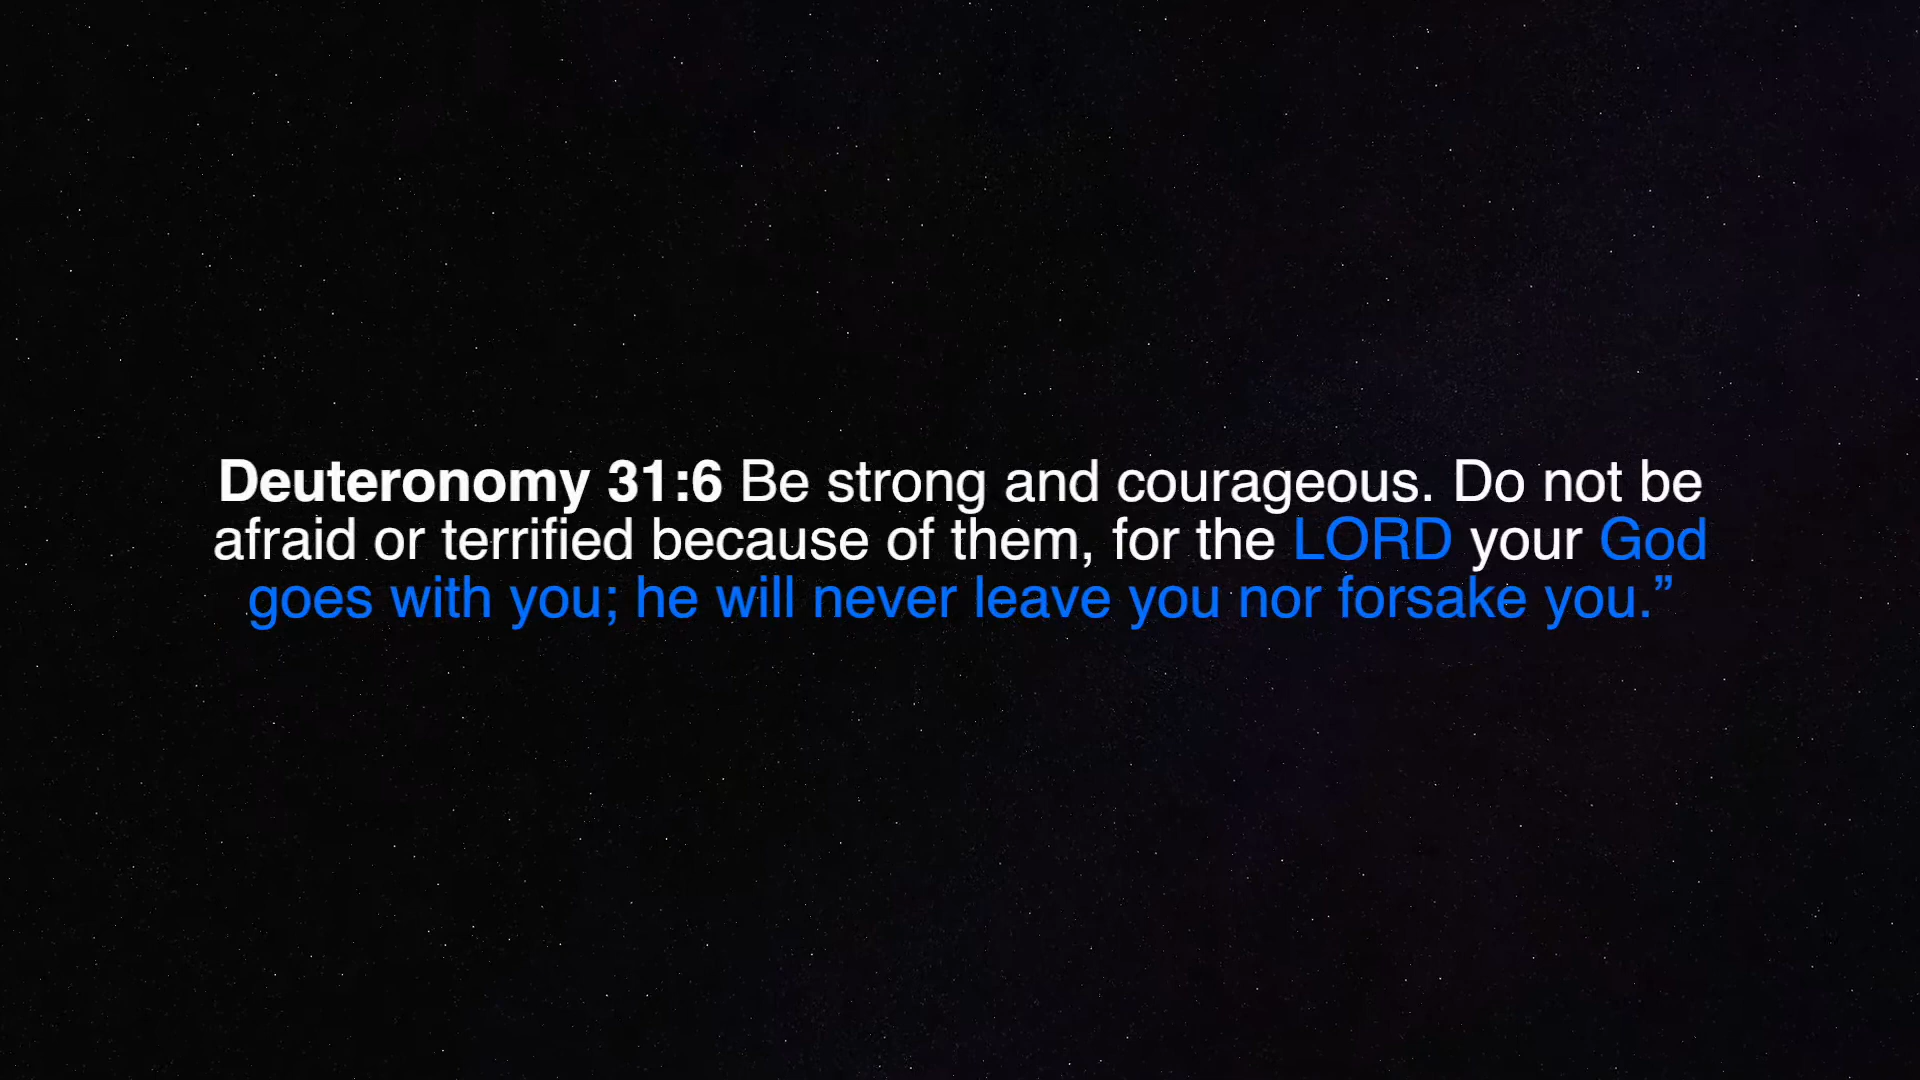 Deuteronomy 31:6 Be strong and courageous. Do not be
afraid or terrified because of them, for the LORD your God
goes with you; he will never leave you nor forsake you.”